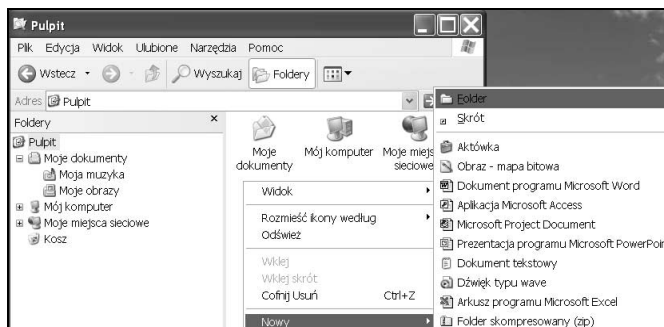 Pulpit
Plik Edycja Widok Ulubione Narzędzia Pomoc
Wstecz Wyszukaj Foldery
Adres Pulpit
Foldery
Pulpit
Moje dokumenty
Moja muzyka
Moje obrazy
Mój komputer
Moje miejsca sieciowe
Kosz
Moje dokumenty
Mój komputer
Moje miejs
sieciowe
Widok
Rozmieść ikony według
Odśwież
Wklej
Wklej skrót
Cofnij Usuń Ctrl+Z
Nowy
Folder
Skrót
Aktówka
Obraz - mapa bitowa
Dokument programu Microsoft Word
Aplikacja Microsoft Access
Microsoft Project Document
Prezentacja programu Microsoft PowerPoin
Dokument tekstowy
Dźwięk typu wave
Arkusz programu Microsoft Excel
Folder skompresowany (zip)